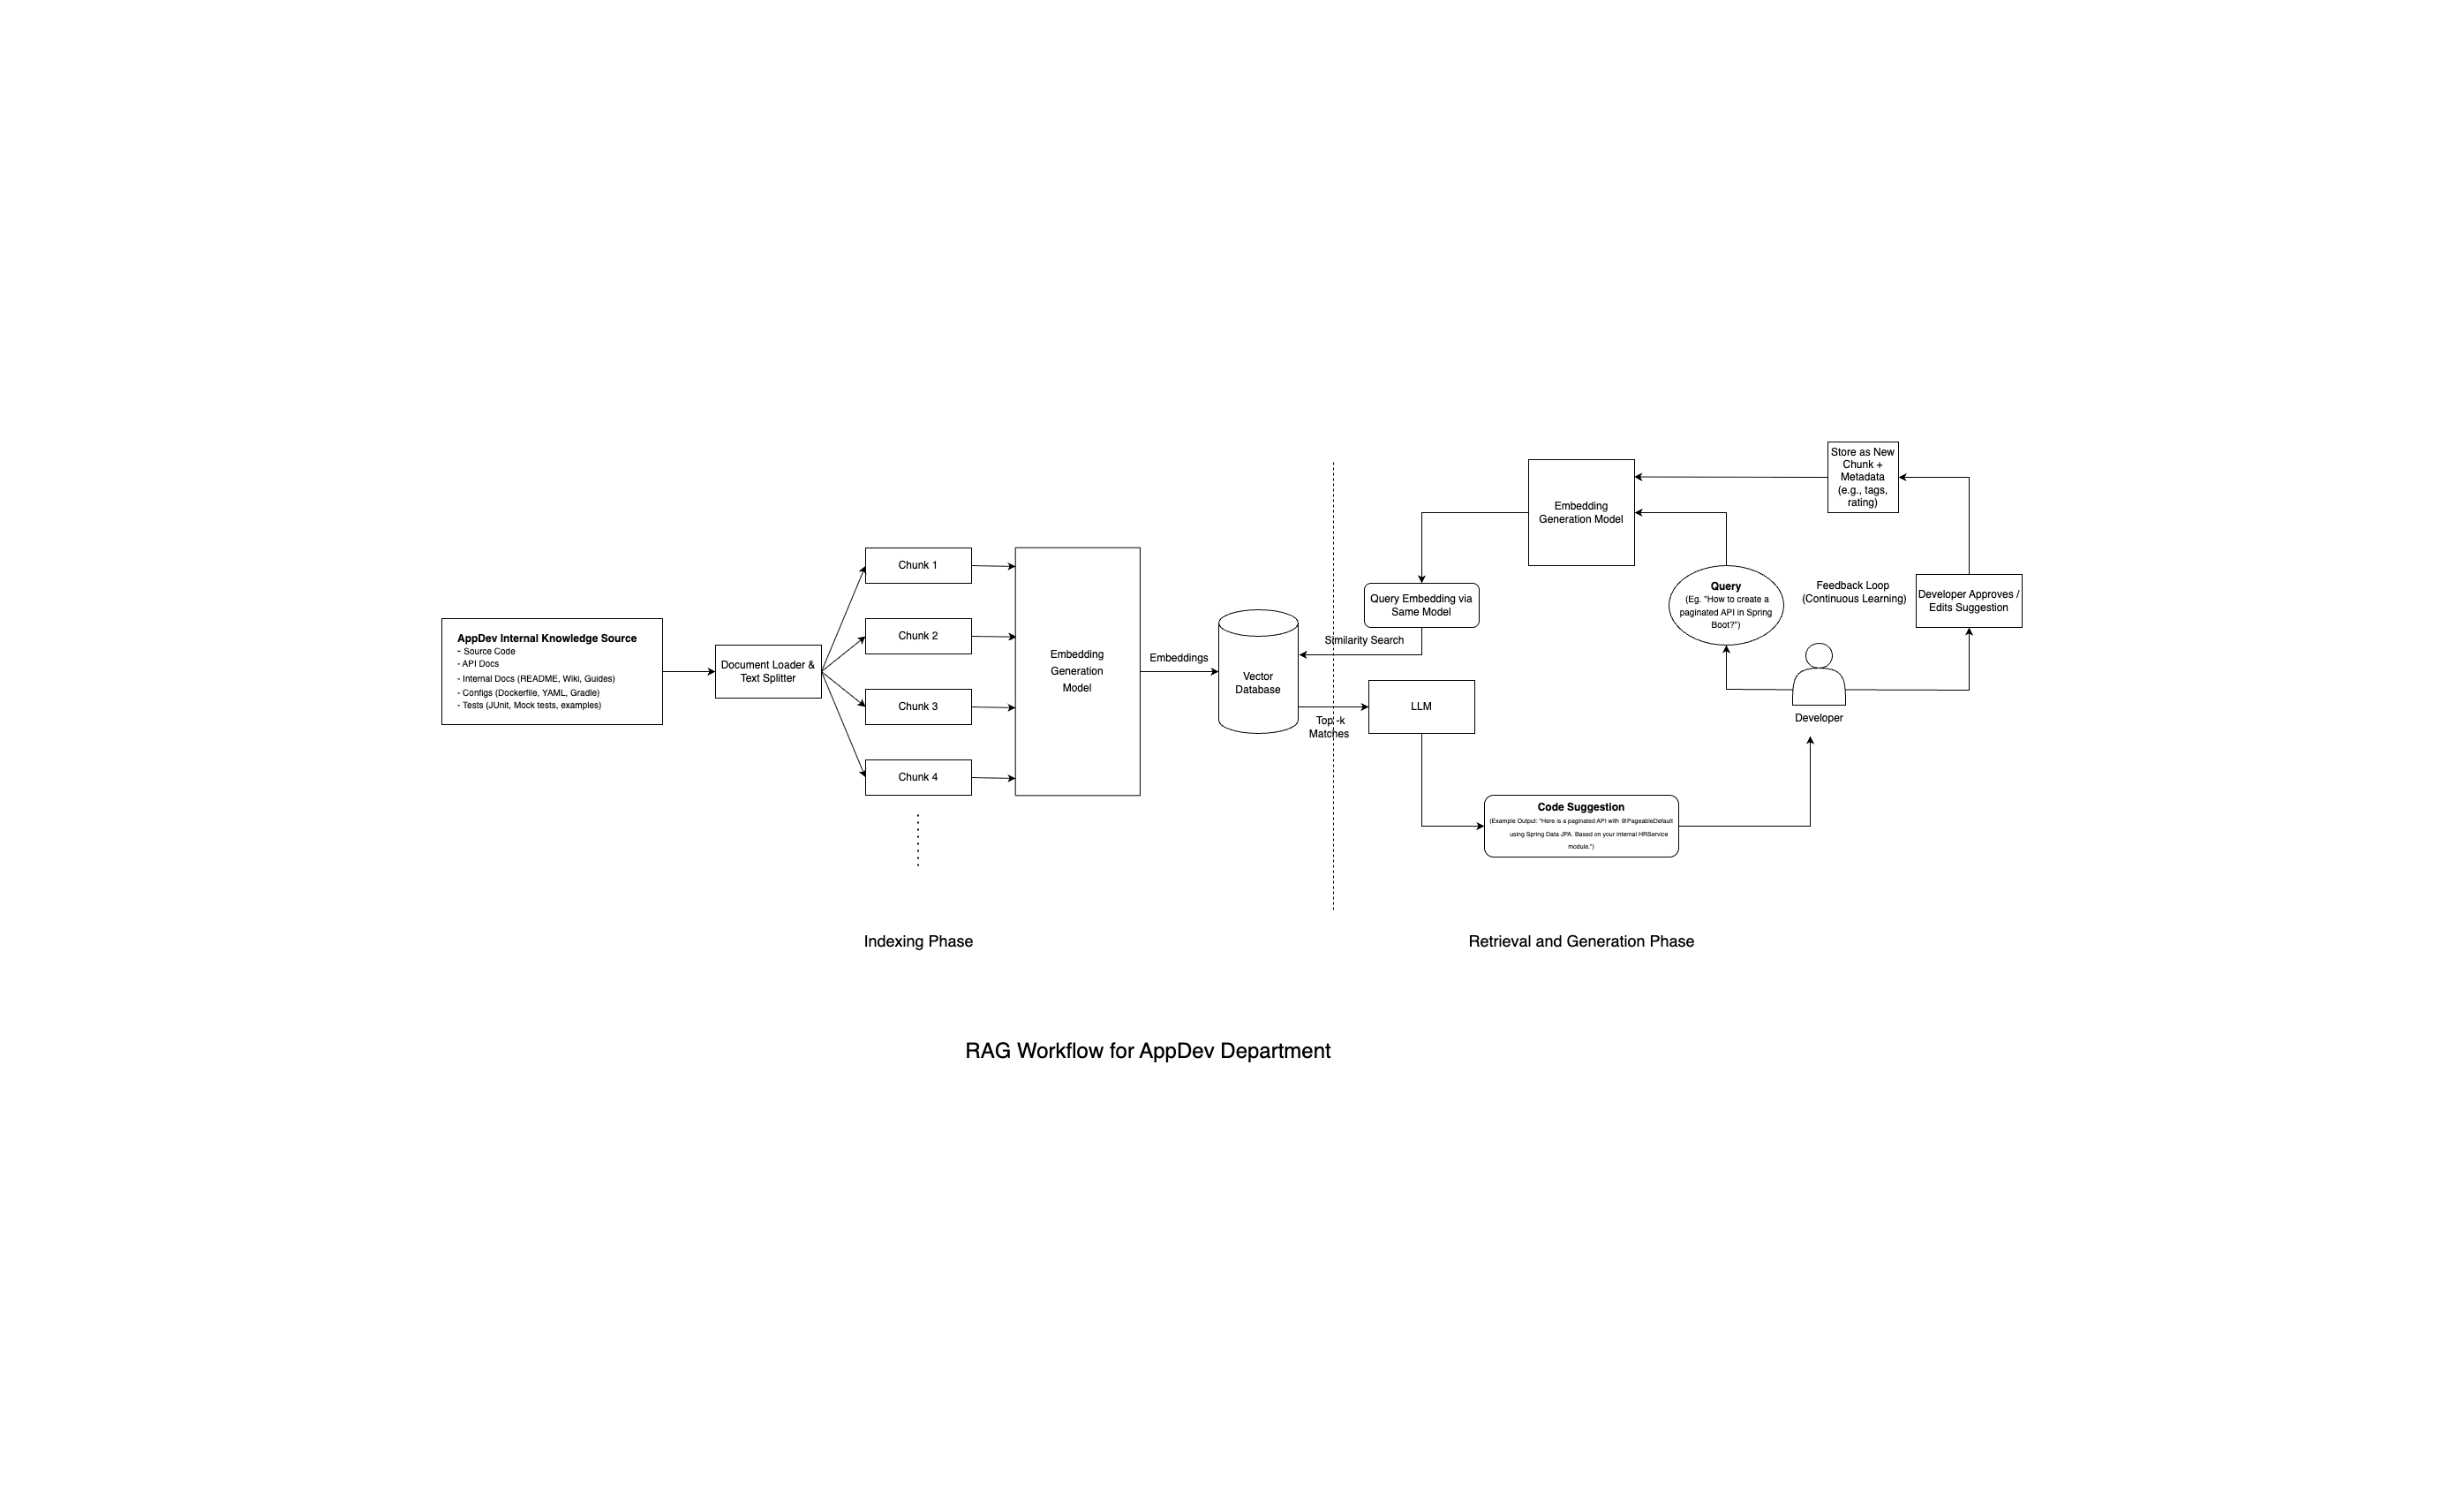 AppDev Internal Knowledge Source
- Source Code
- API Docs
- Internal Docs (README, Wiki, Guides)
- Configs (Dockerfile, YAML, Gradle)
- Tests (JUnit, Mock tests, examples)
Document Loader &
Text Splitter
Chunk 1
Chunk 2
Chunk 3
Chunk 4
Embedding
Generation
Model
Embeddings
Vector
Database
Similarity Search
Top -k
Matches
Query Embedding via
Same Model
LLM
Embedding
Generation Model
Store as New
Chunk +
Metadata
(e.g., tags,
rating)
Query
(Eg. "How to create a
paginated API in Spring
Boot?")
Feedback Loop
(Continuous Learning)
Developer Approves /
Edits Suggestion
Developer
Code Suggestion
(Example Output: "Here is a paginated API with @PageableDefault
using Spring Data JPA. Based on your internal HRService
module.")
Indexing Phase
Retrieval and Generation Phase
RAG Workflow for AppDev Department